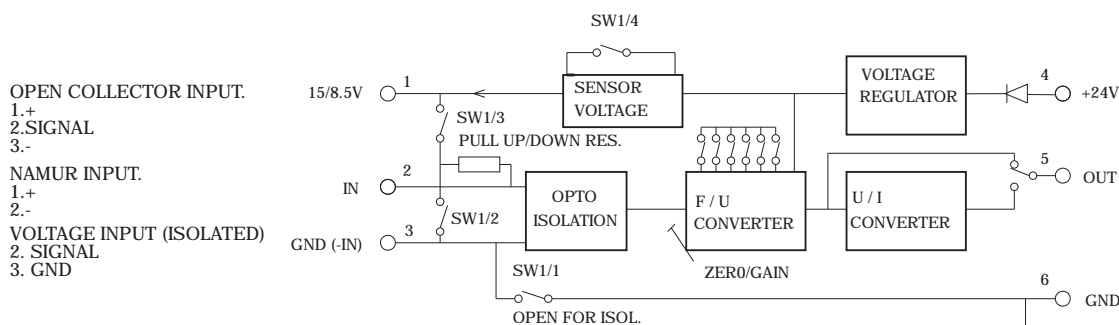 SW1/4
OPEN COLLECTOR INPUT.
1.+
2.SIGNAL
3.-
NAMUR INPUT.
1.+
2.-
VOLTAGE INPUT (ISOLATED)
2. SIGNAL
3. GND
15/8.5V
1
SENSOR
VOLTAGE
VOLTAGE
REGULATOR
4
+24V
SW1/3
PULL UP/DOWN RES.
IN
2
OPTO
ISOLATION
F / U
CONVERTER
U / I
CONVERTER
5
OUT
SW1/2
GND (-IN)
3
ZER0/GAIN
SW1/1
OPEN FOR ISOL.
6
GND